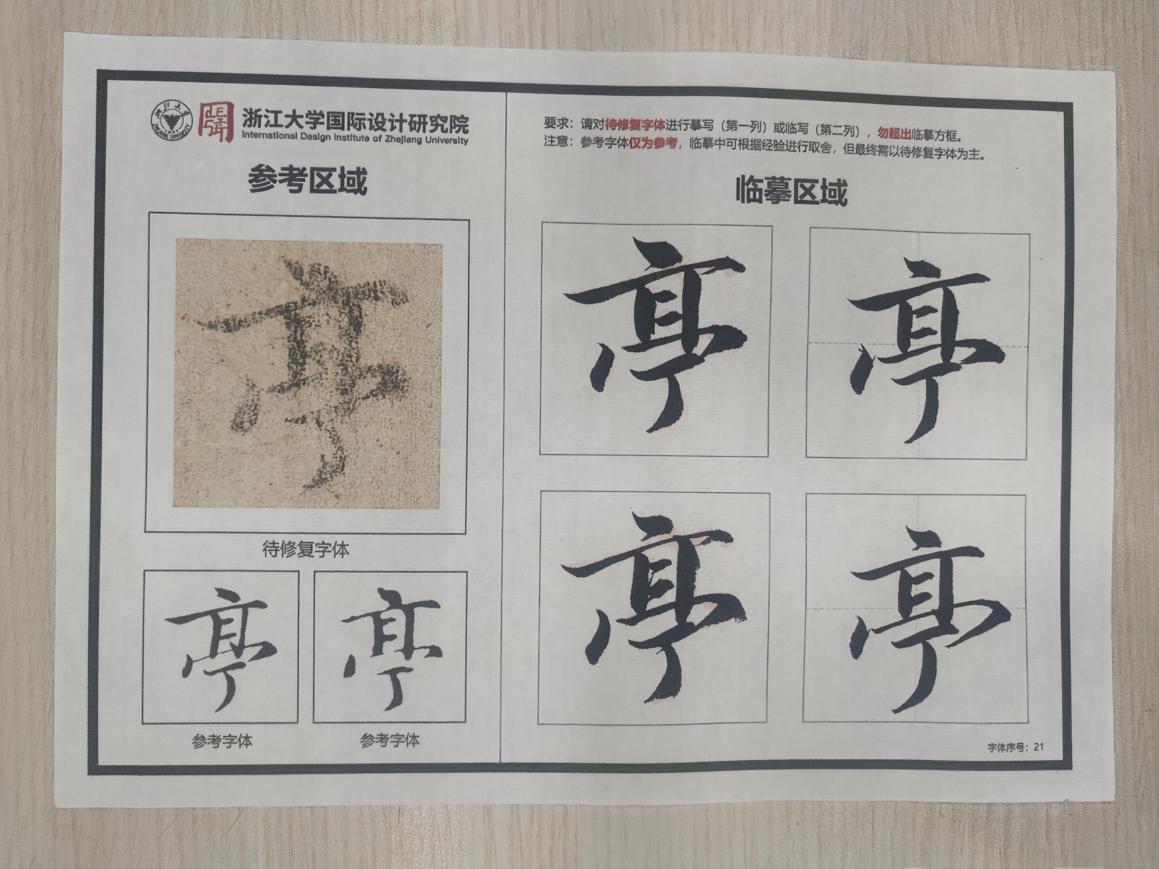 浙江大学国际设计研究院
International Design Institute of Zhejiang University
参考区域
亭
待修复字体
亭
亭
参考字体
参考字体
要求：请对待修复字体进行摹写（第一列）或临写（第二列），勿超出临摹方框。
注意：参考字体仅为参考，临摹中可根据经验进行取舍，但最终需以待修复字体为主。
临摹区域
亭
亭
亭
亭
字体序号：21